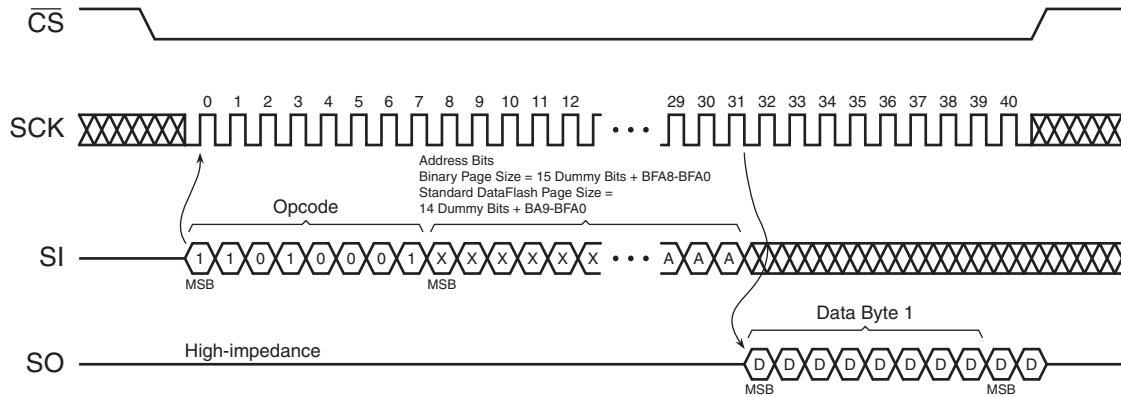 CS
0 1 2 3 4 5 6 7 8 9 10 11 12 29 30 31 32 33 34 35 36 37 38 39 40
SCK
Address Bits
Binary Page Size = 15 Dummy Bits + BFA8-BFA0
Standard DataFlash Page Size =
14 Dummy Bits + BA9-BFA0
Opcode
SI 1 1 0 1 0 0 0 1 X X X X X X • • • A A A
MSB MSB
Data Byte 1
High-impedance
SO D D D D D D D D D D
MSB MSB